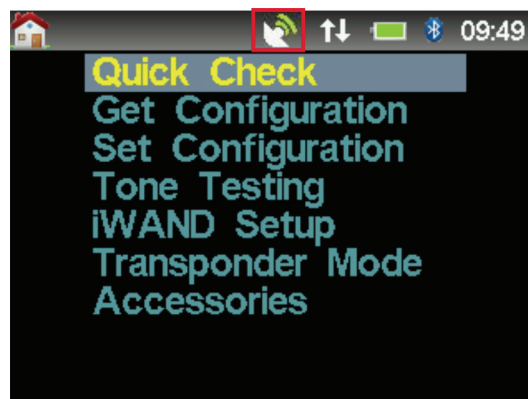 09:49
Quick Check
Get Configuration
Set Configuration
Tone Testing
iWAND Setup
Transponder Mode
Accessories